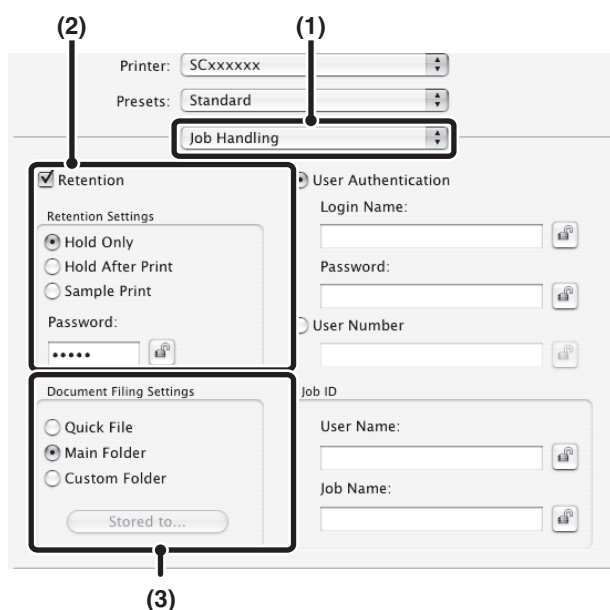 (2)
(1)
Printer: SCxxxxxx
Presets: Standard
Job Handling
Retention
Retention Settings
Hold Only
Hold After Print
Sample Print
Password:
•••••
User Authentication
Login Name:
Password:
User Number
Document Filing Settings
Quick File
Main Folder
Custom Folder
Stored to...
Job ID
User Name:
Job Name:
(3)